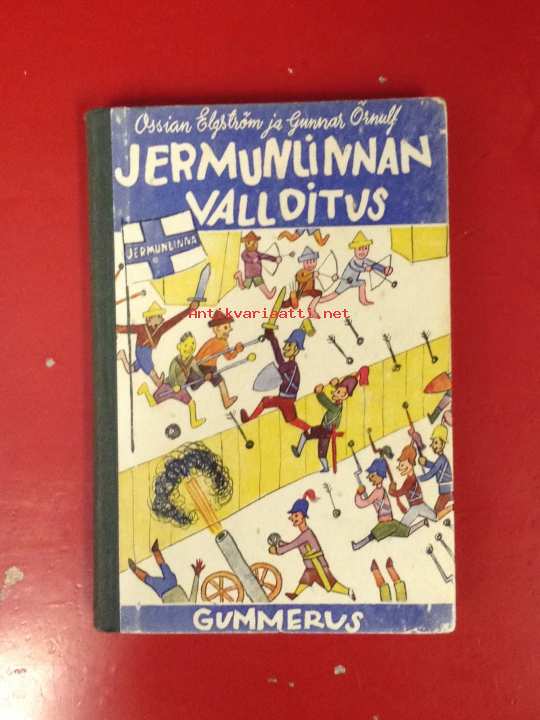 Ossian Elgström ja Gunnar Örnulf
JERMUNLINNAN
VALLOITUS
JERMUNLINNA
Antikvariaatti.net
GUMMERUS